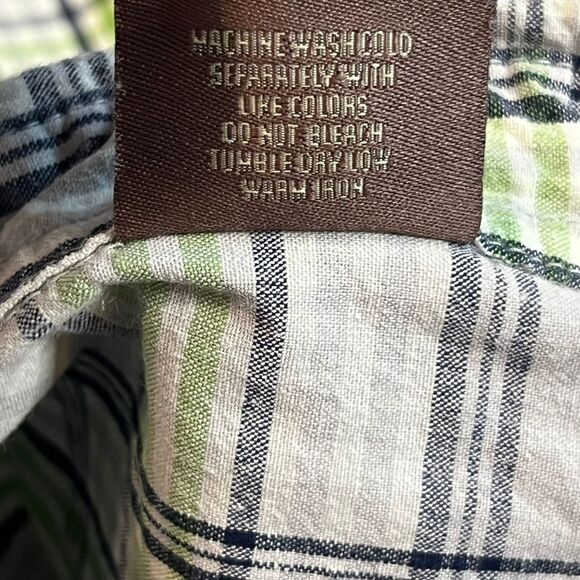 MACHINE WASH COLD
SEPARATELY WITH
LIKE COLORS
DO NOT BLEACH
TUMBLE DRY LOW
WARM IRON